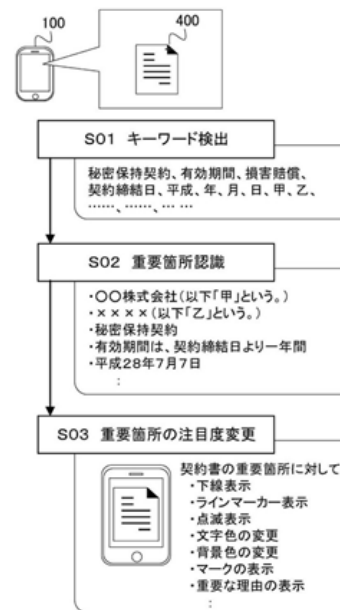 100
400
S01 キーワード検出
秘密保持契約、有効期間、損害賠償、
契約締結日、平成、年、月、日、甲、乙、
……、……、… …
S02 重要箇所認識
・〇〇株式会社(以下「甲」という。)
・××××(以下「乙」という。)
・秘密保持契約
・有効期間は、契約締結日より一年間
・平成28年7月7日
:
S03 重要箇所の注目度変更
契約書の重要箇所に対して
・下線表示
・ラインマーカー表示
・点滅表示
・文字色の変更
・背景色の変更
・マークの表示
・重要な理由の表示
: